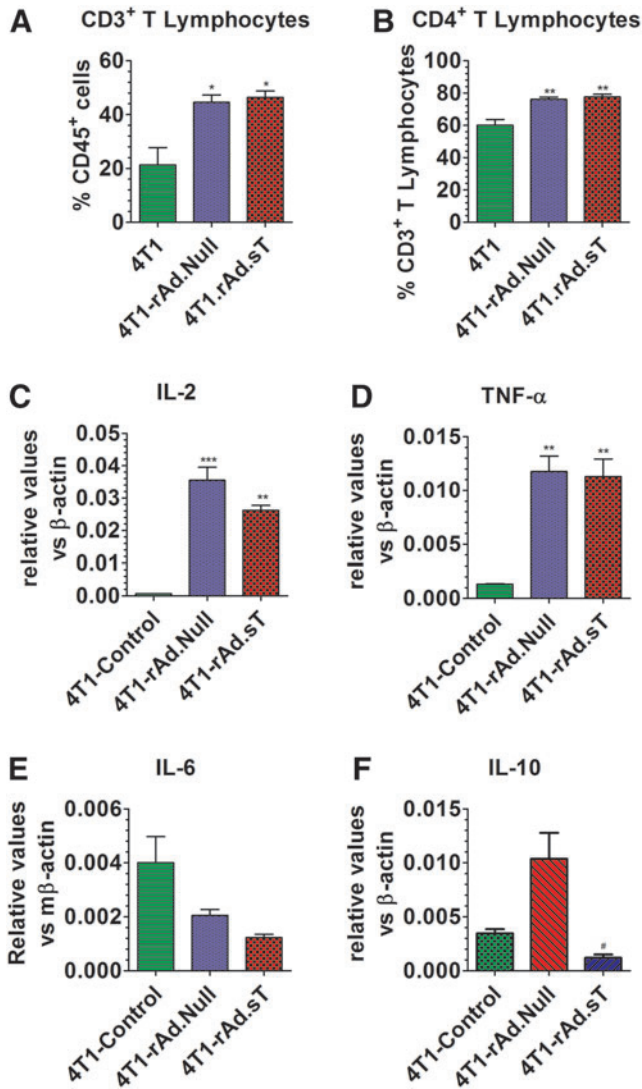 A CD3+ T Lymphocytes
% CD45+ cells
60
40
20
0
*
*
4T1
4T1-rAd.Null
4T1.rAd.sT
B CD4+ T Lymphocytes
% CD3+ T Lymphocytes
100
80
60
40
20
0
**
**
4T1
4T1-rAd.Null
4T1.rAd.sT
C IL-2
relative values
vs β-actin
0.05
0.04
0.03
0.02
0.01
0.00
***
**
4T1-Control
4T1-rAd.Null
4T1-rAd.sT
D TNF-α
relative values
vs β-actin
0.015
0.010
0.005
0.000
**
**
4T1-Control
4T1-rAd.Null
4T1-rAd.sT
E IL-6
Relative values
vs mβ-actin
0.006
0.004
0.002
0.000
4T1-Control
4T1-rAd.Null
4T1-rAd.sT
F IL-10
relative values
vs β-actin
0.015
0.010
0.005
0.000
#
4T1-Control
4T1-rAd.Null
4T1-rAd.sT